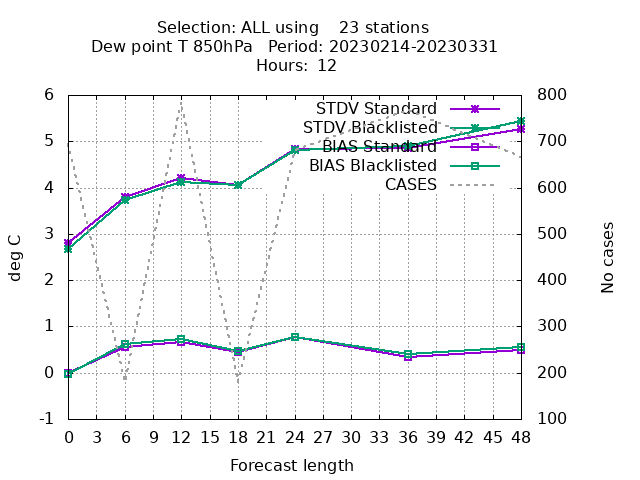 Selection: ALL using    23 stations
Dew point T 850hPa   Period: 20230214-20230331
Hours: 12
STDV Standard
STDV Blacklisted
BIAS Standard
BIAS Blacklisted
CASES
deg C
6
5
4
3
2
1
0
-1
800
700
600
500
400
300
200
100
No cases
0 3 6 9 12 15 18 21 24 27 30 33 36 39 42 45 48
Forecast length